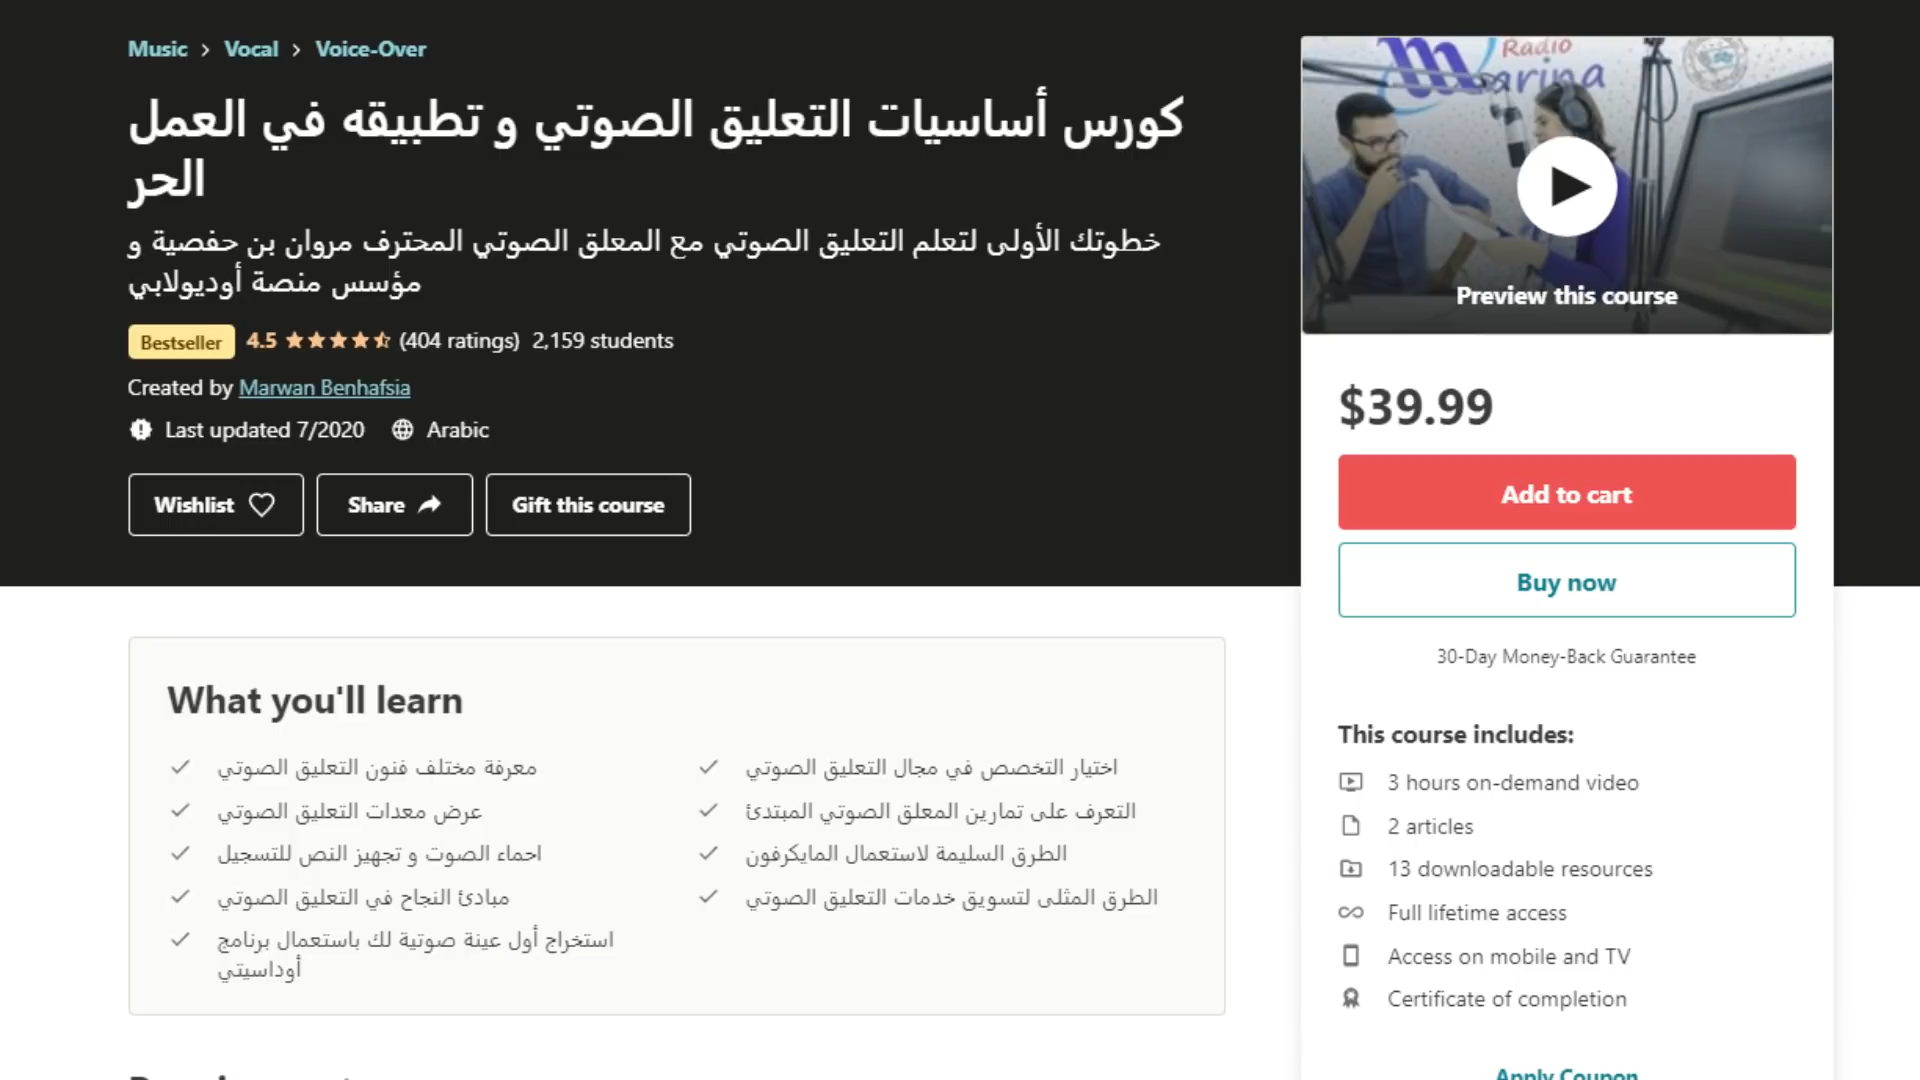 Music > Vocal > Voice-Over
كورس أساسيات التعليق الصوتي و تطبيقه في العمل
الحر
خطوتك الأولى لتعلم التعليق الصوتي مع المعلق الصوتي المحترف مروان بن حفصية و
مؤسس منصة أوديولابي
Bestseller 4.5 (404 ratings) 2,159 students
Created by Marwan Benhafsia
Last updated 7/2020 Arabic
Wishlist Share Gift this course
What you'll learn
معرفة مختلف فنون التعليق الصوتي
عرض معدات التعليق الصوتي
احماء الصوت و تجهيز النص للتسجيل
مبادئ النجاح في التعليق الصوتي
استخراج أول عينة صوتية لك باستعمال برنامج
أوداسيتي
اختيار التخصص في مجال التعليق الصوتي
التعرف على تمارين المعلق الصوتي المبتدئ
الطرق السليمة لاستعمال المايكرفون
الطرق المثلى لتسويق خدمات التعليق الصوتي
Radio
Marina
Preview this course
$39.99
Add to cart
Buy now
30-Day Money-Back Guarantee
This course includes:
3 hours on-demand video
2 articles
13 downloadable resources
Full lifetime access
Access on mobile and TV
Certificate of completion
Apply Coupon